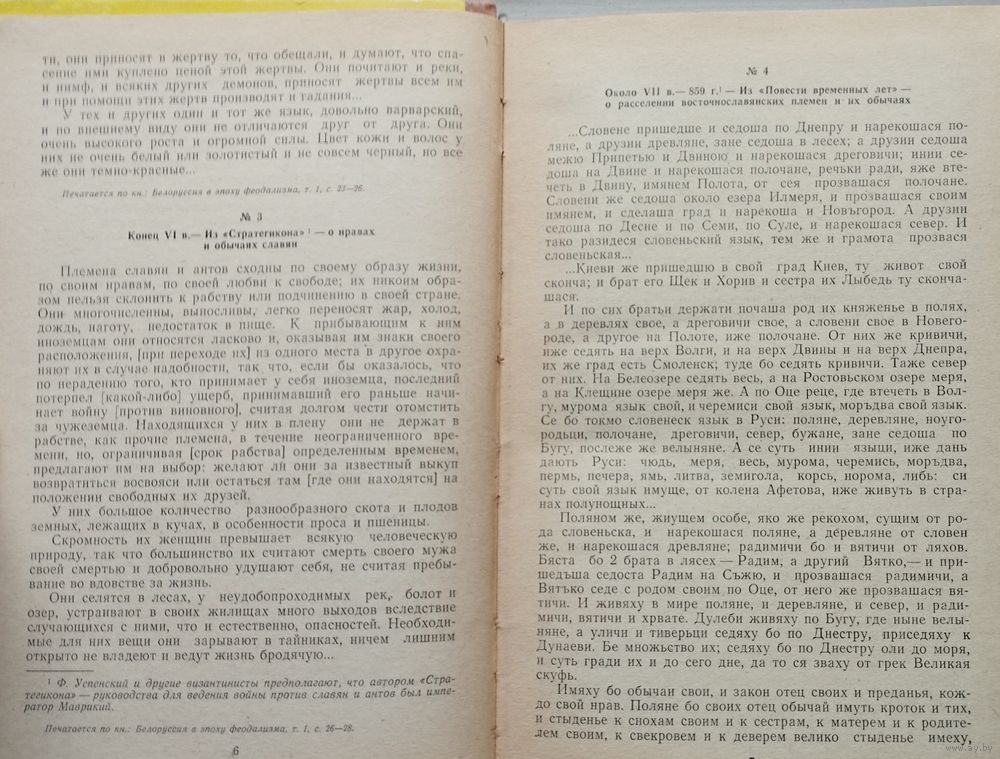 ти, они приносят в жертву то, что обещали, и думают, что спа-
сение ими куплено ценой этой жертвы. Они почитают и реки,
и нимф, и всяких других демонов, приносят жертвы всем им
и при помощи этих жертв производят и гадания...
У тех и других один и тот же язык, довольно варварский,
и по внешнему виду они не отличаются друг от друга. Они
очень высокого роста и огромной силы. Цвет кожи и волос у
них не очень белый или золотистый и не совсем черный, но все
же они темно-красные...
Печатается по кн.: Белоруссия в эпоху феодализма, т. 1, с. 25—26.
№ 3
Конец VI в.— Из «Стратегикона» ¹ — о нравах
и обычаях славян
Племена славян и антов сходны по своему образу жизни,
по своим нравам, по своей любви к свободе; их никоим обра-
зом нельзя склонить к рабству или подчинению в своей стране.
Они многочисленны, выносливы, легко переносят жар, холод,
дождь, наготу, недостаток в пище. К прибывающим к ним
иноземцам они относятся ласково и, оказывая им знаки своего
расположения, [при переходе их] из одного места в другое охра-
няют их в случае надобности, так что, если бы оказалось, что
по нерадению того, кто принимает у себя иноземца, последний
потерпел [какой-либо] ущерб, принимавший его раньше начи-
нает войну [против виновного], считая долгом чести отомстить
за чужеземца. Находящихся у них в плену они не держат в
рабстве, как прочие племена, в течение неограниченного вре-
мени, но, ограничивая [срок рабства] определенным временем,
предлагают им на выбор: желают ли они за известный выкуп
возвратиться восвояси или остаться там [где они находятся] на
положении свободных их друзей.
У них большое количество разнообразного скота и плодов
земных, лежащих в кучах, в особенности проса и пшеницы.
Скромность их женщин превышает всякую человеческую
природу, так что большинство их считают смерть своего мужа
своей смертью и добровольно удушают себя, не считая пребы-
вание во вдовстве за жизнь.
Они селятся в лесах, у неудобопроходимых рек, болот и
озер, устраивают в своих жилищах много выходов вследствие
случающихся с ними, что и естественно, опасностей. Необходи-
мые для них вещи они зарывают в тайниках, ничем лишним
открыто не владеют и ведут жизнь бродячую...
¹ Ф. Успенский и другие византинисты предполагают, что автором «Стра-
тегикона» — руководства для ведения войны против славян и антов был импе-
ратор Маврикий.
Печатается по кн.: Белоруссия в эпоху феодализма, т. 1, с. 26—28.
6
№ 4
Около VII в.— 859 г.¹ — Из «Повести временных лет» —
о расселении восточнославянских племен и их обычаях
...Словене пришедше и седоша по Днепру и нарекошася по-
ляне, а друзии древляне, зане седоша в лесех; а друзии седоша
межю Припетью и Двиною и нарекошася дреговичи; инии се-
доша на Двине и нарекошася полочане, речьки ради, яже вте-
четь в Двину, имянем Полота, от сея прозвашася полочане.
Словени же седоша около езера Илмеря, и прозвашася своим
имянем, и сделаша град и нарекоша и Новъгород. А друзии
седоша по Десне и по Семи, по Суле, и нарекошася север. И
тако разидеся словеньский язык, тем же и грамота прозвася
словеньская...
...Киеви же пришедшю в свой град Киев, ту живот свой
сконча; и брат его Щек и Хорив и сестра их Лыбедь ту сконча-
шася.
И по сих братьи держати почаша род их княженье в полях,
а в деревлях свое, а дреговичи свое, а словени свое в Новего-
роде, а другое на Полоте, иже полочане. От них же кривичи,
иже седять на верх Волги, и на верх Двины и на верх Днепра,
их же град есть Смоленск; туде бо седять кривичи. Таже север
от них. На Белеозере седять весь, а на Ростовьском озере меря,
а на Клещине озере меря же. А по Оце реце, где втечеть в Вол-
гу, мурома язык свой, и черемиси свой язык, моръдва свой язык.
Се бо токмо словенеск язык в Руси: поляне, деревляне, ноуго-
родьци, полочане, дреговичи, север, бужане, зане седоша по
Бугу, послеже же велыняне. А се суть инии языци, иже дань
дають Руси: чюдь, меря, весь, мурома, черемись, моръдва,
пермь, печера, ямь, литва, зимигола, корсь, норома, либь: си
суть свой язык имуще, от колена Афетова, иже живуть в стра-
нах полунощных...
Поляном же, жиущем особе, яко же рекохом, сущим от ро-
да словеньска, и нарекошася поляне, а деревляне от словен
же, и нарекошася древляне; радимичи бо и вятичи от ляхов.
Бяста бо 2 брата в лясех — Радим, а другий Вятко,— и при-
шедъша седоста Радим на Съжю, и прозвашася радимичи, а
Вятъко седе с родом своим по Оце, от него же прозвашася вя-
тичи. И живяху в мире поляне, и деревляне, и север, и ради-
мичи, вятичи и хрвате. Дулеби живяху по Бугу, где ныне велы-
няне, а уличи и тиверьци седяху бо по Днестру, приседяху к
Дунаеви. Бе множьство их; седяху бо по Днестру оли до моря,
и суть гради их и до сего дне, да то ся зваху от грек Великая
скуфь.
Имяху бо обычаи свои, и закон отец своих и преданья, кож-
до свой нрав. Поляне бо своих отец обычай имуть кроток и тих,
и стыденье к снохам своим и к сестрам, к матерем и к родите-
лем своим, к свекровем и к деверем велико стыденье имеху,
www.ay.by